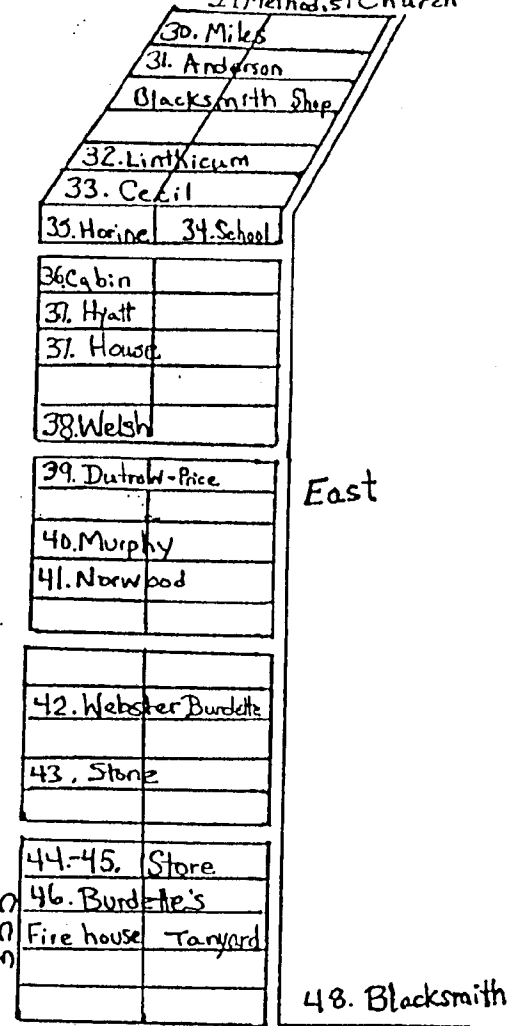 Methodist Church
30. Miles
31. Anderson
Blacksmith Shop
32. Linthicum
33. Cecil
35. Horine 34. School
36. Cabin
37. Hyatt
37. House
38. Welsh
39. Dutrow-Price
East
40. Murphy
41. Norwood
42. Webster Burdette
43. Stone
44.-45. Store
46. Burdette's
Fire house Tanyard
48. Blacksmith